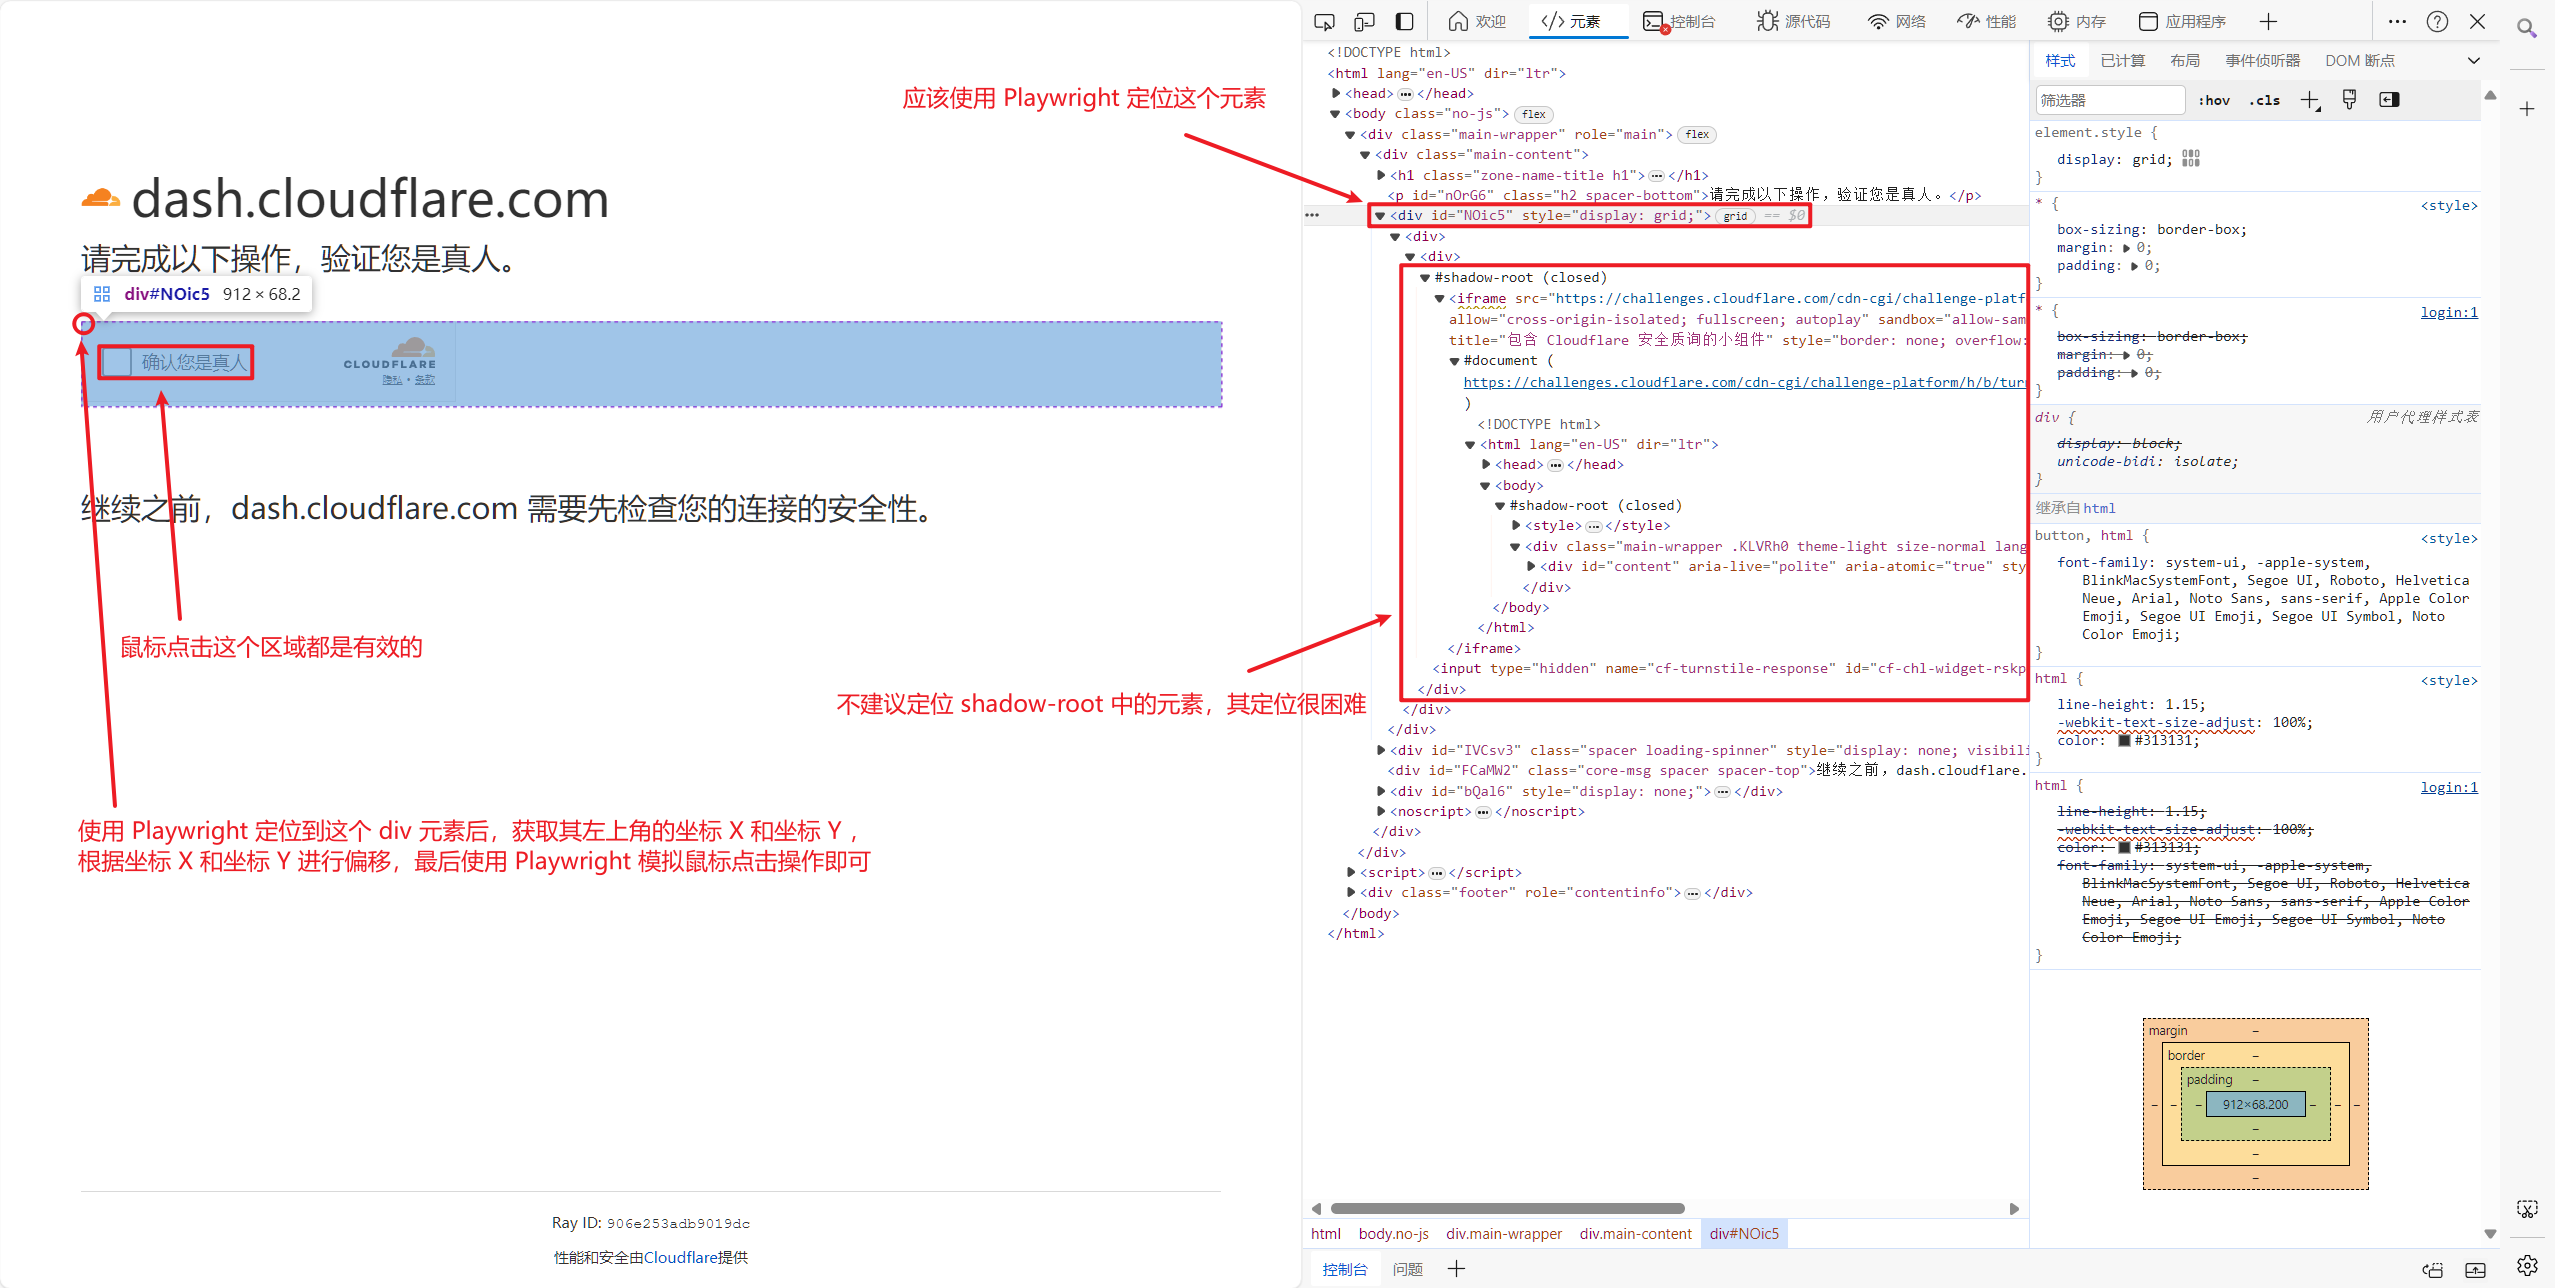 欢迎
元素
控制台
源代码
网络
性能
内存
应用程序
应该使用 Playwright 定位这个元素
dash.cloudflare.com
请完成以下操作，验证您是真人。
div#NOic5 912 × 68.2
确认您是真人
CLOUDFLARE
隐私 • 条款
继续之前，dash.cloudflare.com 需要先检查您的连接的安全性。
鼠标点击这个区域都是有效的
不建议定位 shadow-root 中的元素，其定位很困难
使用 Playwright 定位到这个 div 元素后，获取其左上角的坐标 X 和坐标 Y ，
根据坐标 X 和坐标 Y 进行偏移，最后使用 Playwright 模拟鼠标点击操作即可
Ray ID: 906e253adb9019dc
性能和安全由Cloudflare提供
<!DOCTYPE html>
<html lang="en-US" dir="ltr">
<head> ••• </head>
<body class="no-js"> flex
<div class="main-wrapper" role="main"> flex
<div class="main-content">
<h1 class="zone-name-title h1"> ••• </h1>
<p id="nOrG6" class="h2 spacer-bottom">请完成以下操作，验证您是真人。</p>
••• <div id="NOic5" style="display: grid;"> grid == $0
<div>
<div>
#shadow-root (closed)
<iframe src="https://challenges.cloudflare.com/cdn-cgi/challenge-platf
allow="cross-origin-isolated; fullscreen; autoplay" sandbox="allow-sam
title="包含 Cloudflare 安全质询的小组件" style="border: none; overflow:
#document (
https://challenges.cloudflare.com/cdn-cgi/challenge-platform/h/b/tur
)
<!DOCTYPE html>
<html lang="en-US" dir="ltr">
<head> ••• </head>
<body>
#shadow-root (closed)
<style> ••• </style>
<div class="main-wrapper .KLVRh0 theme-light size-normal lang
<div id="content" aria-live="polite" aria-atomic="true" sty
</div>
</body>
</html>
</iframe>
<input type="hidden" name="cf-turnstile-response" id="cf-chl-widget-rskp
</div>
</div>
</div>
<div id="IVCsv3" class="spacer loading-spinner" style="display: none; visibili
<div id="FCaMW2" class="core-msg spacer spacer-top">继续之前，dash.cloudflare.
<div id="bQal6" style="display: none;"> ••• </div>
<noscript> ••• </noscript>
</div>
</div>
<script> ••• </script>
<div class="footer" role="contentinfo"> ••• </div>
</body>
</html>
html body.no-js div.main-wrapper div.main-content div#NOic5
控制台 问题
样式 已计算 布局 事件侦听器 DOM 断点
筛选器 :hov .cls
element.style {
display: grid;
}
* { <style>
box-sizing: border-box;
margin: 0;
padding: 0;
}
* { login:1
box-sizing: border-box;
margin: 0;
padding: 0;
}
div { 用户代理样式表
display: block;
unicode-bidi: isolate;
}
继承自 html
button, html { <style>
font-family: system-ui, -apple-system,
BlinkMacSystemFont, Segoe UI, Roboto, Helvetica
Neue, Arial, Noto Sans, sans-serif, Apple Color
Emoji, Segoe UI Emoji, Segoe UI Symbol, Noto
Color Emoji;
}
html { <style>
line-height: 1.15;
-webkit-text-size-adjust: 100%;
color: #313131;
}
html { login:1
line-height: 1.15;
-webkit-text-size-adjust: 100%;
color: #313131;
font-family: system-ui, -apple-system,
BlinkMacSystemFont, Segoe UI, Roboto, Helvetica
Neue, Arial, Noto Sans, sans-serif, Apple Color
Emoji, Segoe UI Emoji, Segoe UI Symbol, Noto
Color Emoji;
}
margin –
border –
padding –
– – – 912×68.200 – – –
–
–
–